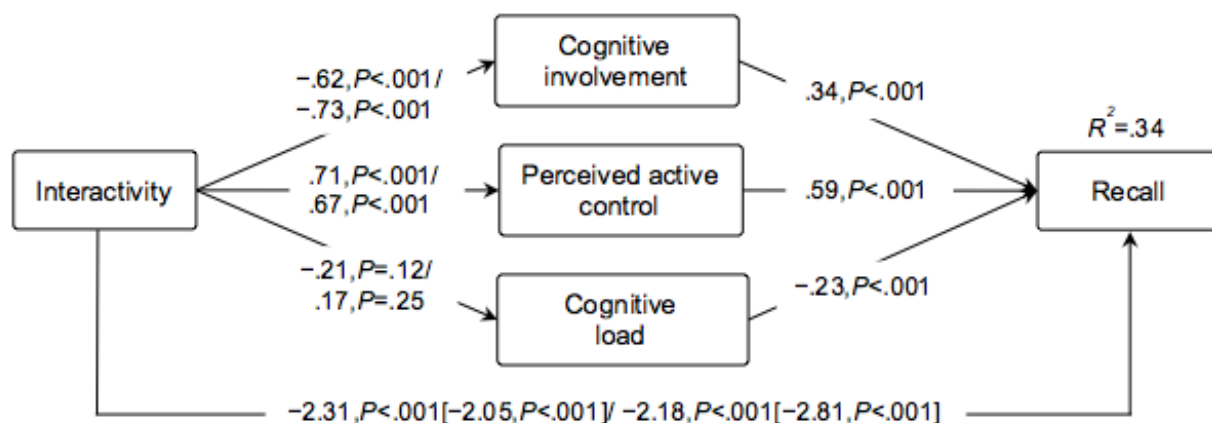 Cognitive
involvement
−.62,P<.001/
−.73,P<.001
.34,P<.001
R²=.34
Interactivity
.71,P<.001/
.67,P<.001
Perceived active
control
.59,P<.001
Recall
−.21,P=.12/
.17,P=.25
Cognitive
load
−.23,P<.001
−2.31,P<.001[−2.05,P<.001]/ −2.18,P<.001[−2.81,P<.001]